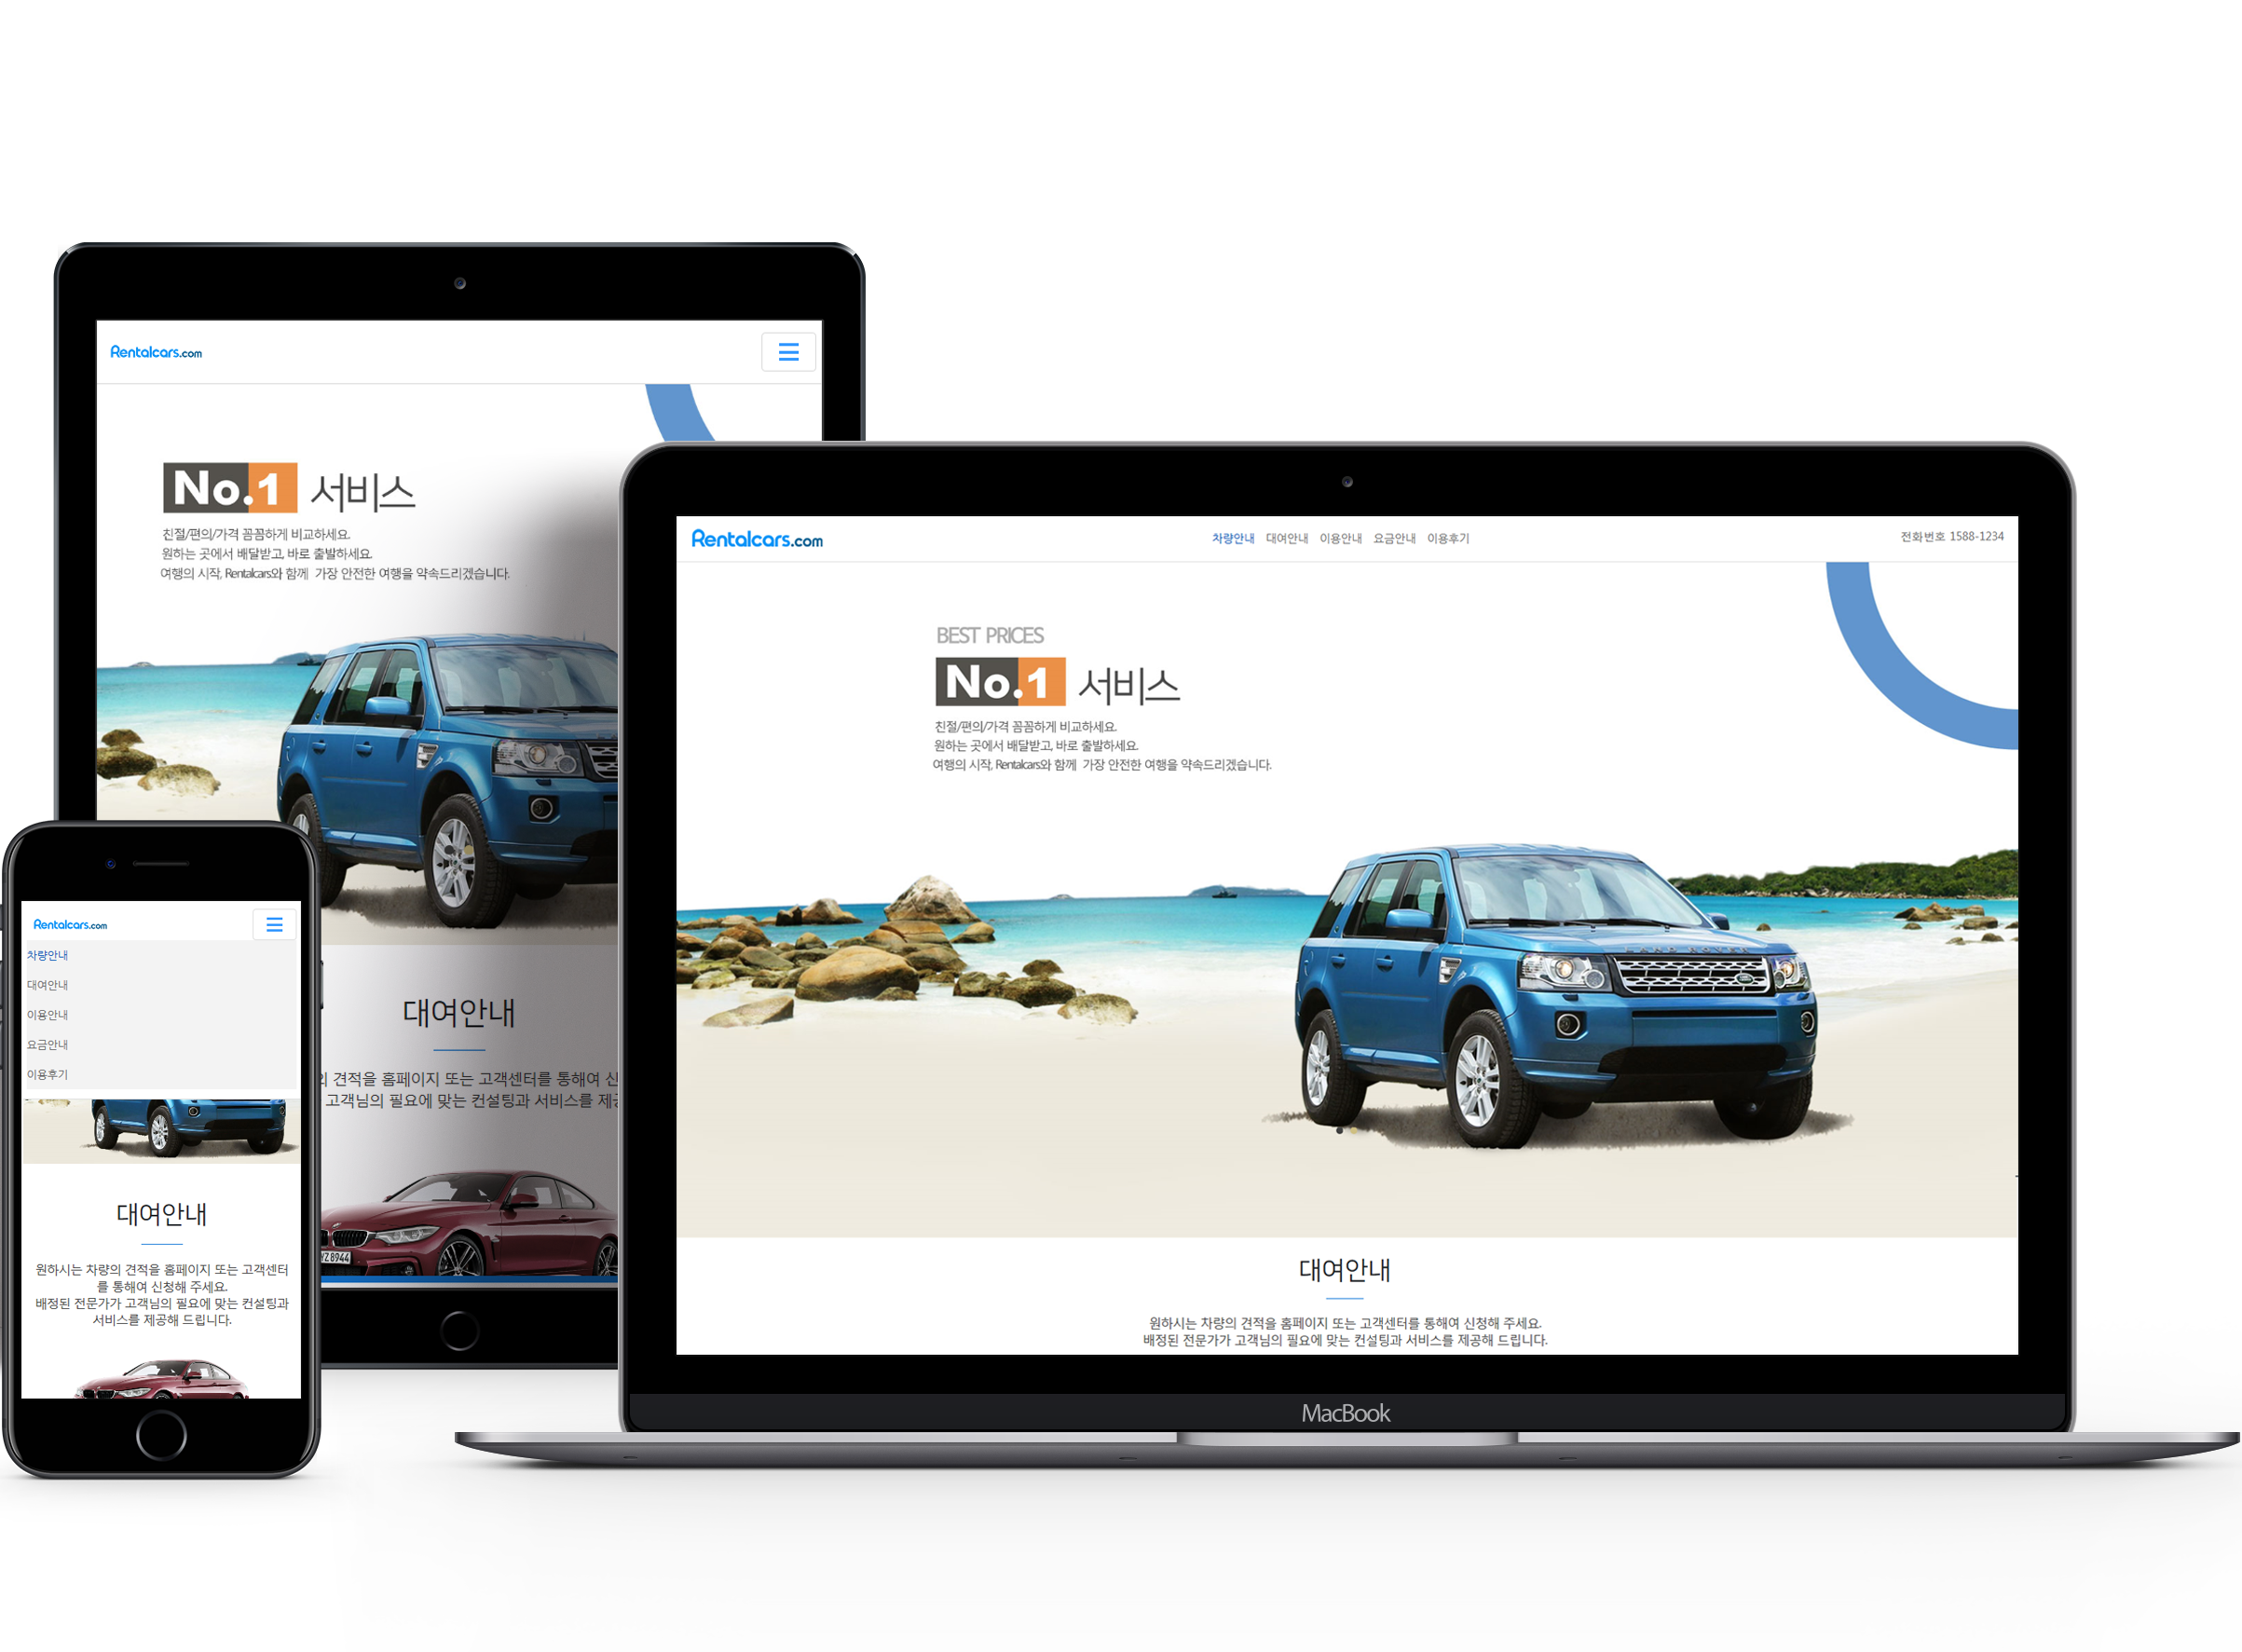 Rentalcars.com
No.1 서비스
친절/편의/가격 꼼꼼하게 비교하세요.
원하는 곳에서 배달받고, 바로 출발하세요.
여행의 시작, Rentalcars와 함께 가장 안전한 여행을 약속드리겠습니다.
대여안내
견적을 홈페이지 또는 고객센터를 통해여 신
고객님의 필요에 맞는 컨설팅과 서비스를 제공
Z8944
Rentalcars.com
차량안내
대여안내
이용안내
요금안내
이용후기
대여안내
원하시는 차량의 견적을 홈페이지 또는 고객센터
를 통해여 신청해 주세요.
배정된 전문가가 고객님의 필요에 맞는 컨설팅과
서비스를 제공해 드립니다.
Rentalcars.com 차량안내 대여안내 이용안내 요금안내 이용후기 전화번호 1588-1234
BEST PRICES
No.1 서비스
친절/편의/가격 꼼꼼하게 비교하세요.
원하는 곳에서 배달받고, 바로 출발하세요.
여행의 시작, Rentalcars와 함께 가장 안전한 여행을 약속드리겠습니다.
LAND ROVER
대여안내
원하시는 차량의 견적을 홈페이지 또는 고객센터를 통해여 신청해 주세요.
배정된 전문가가 고객님의 필요에 맞는 컨설팅과 서비스를 제공해 드립니다.
MacBook